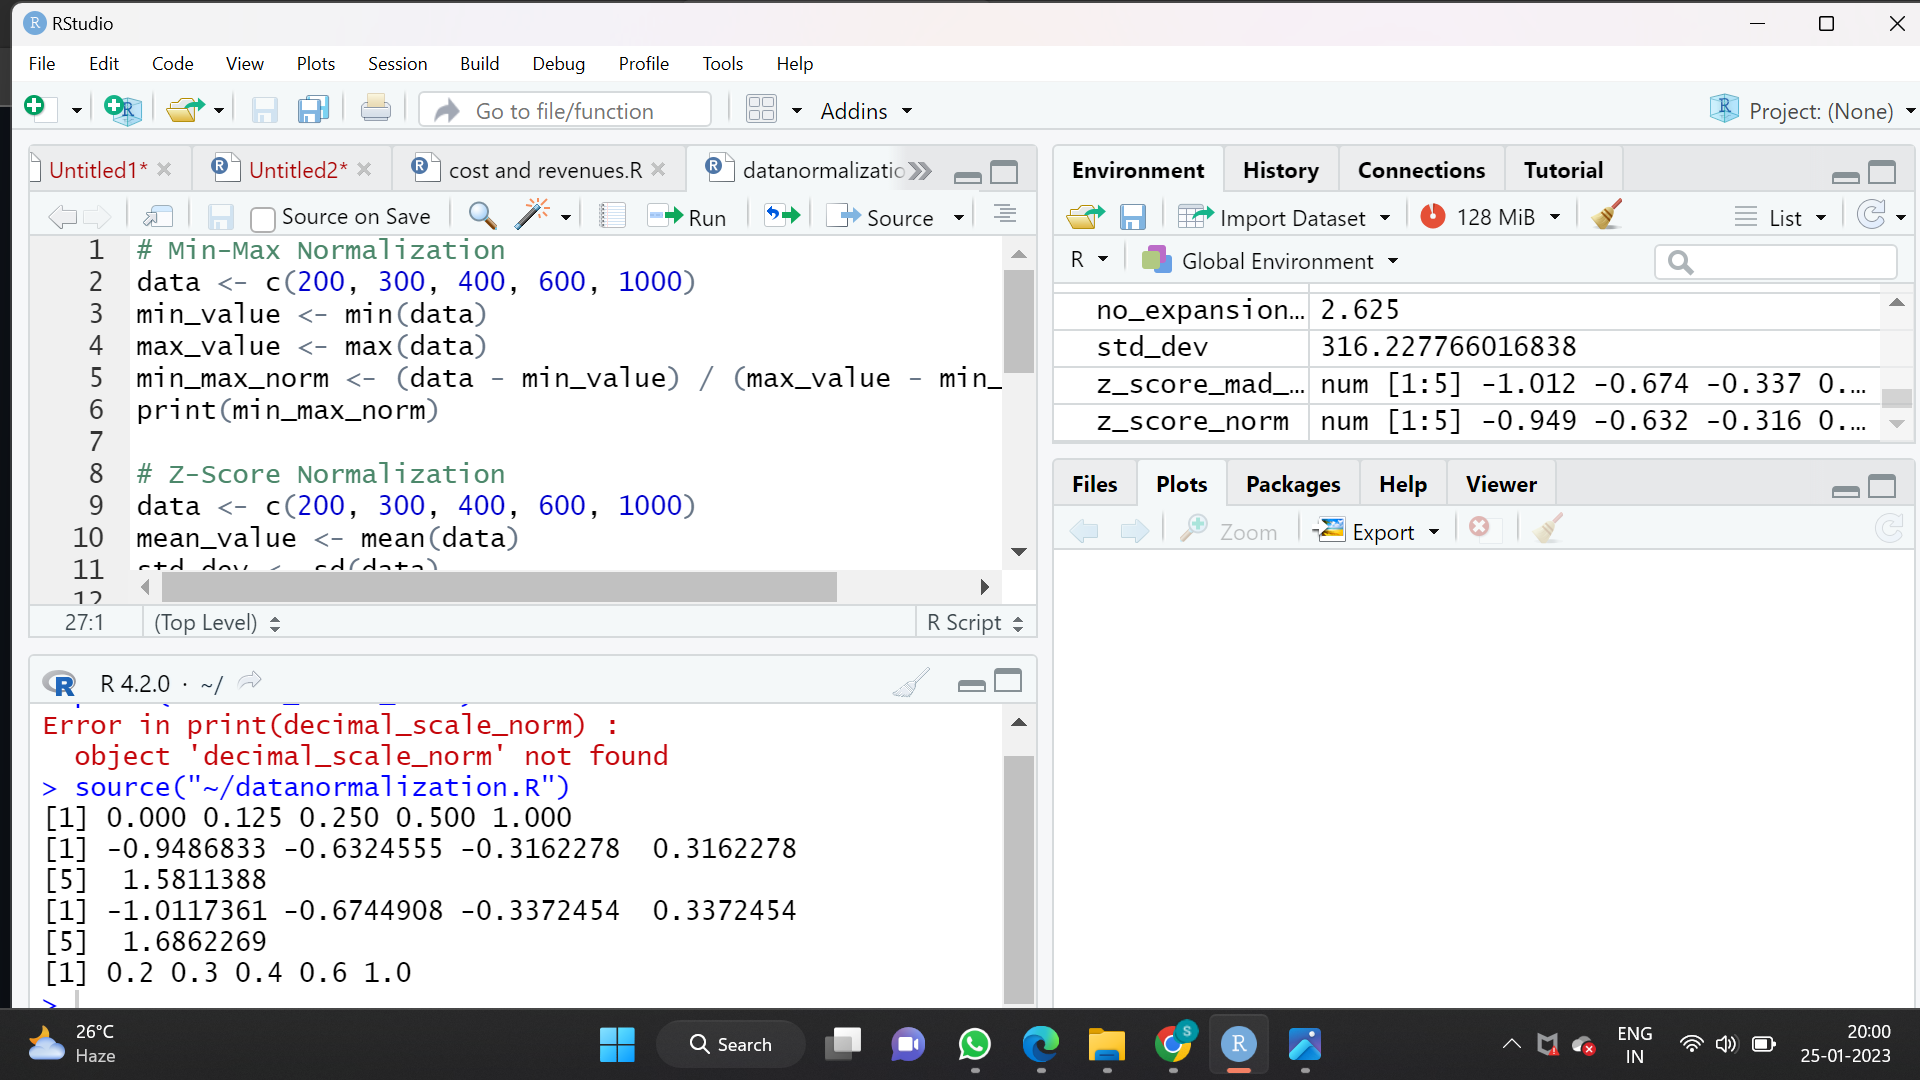 RStudio
File Edit Code View Plots Session Build Debug Profile Tools Help
Go to file/function Addins Project: (None)
Untitled1* Untitled2* cost and revenues.R datanormalizatio
Source on Save Run Source
1 # Min-Max Normalization
2 data <- c(200, 300, 400, 600, 1000)
3 min_value <- min(data)
4 max_value <- max(data)
5 min_max_norm <- (data - min_value) / (max_value - min_
6 print(min_max_norm)
7
8 # Z-Score Normalization
9 data <- c(200, 300, 400, 600, 1000)
10 mean_value <- mean(data)
11 std_dev <- sd(data)
12
27:1 (Top Level) R Script
R 4.2.0 · ~/
Error in print(decimal_scale_norm) :
object 'decimal_scale_norm' not found
> source("~/datanormalization.R")
[1] 0.000 0.125 0.250 0.500 1.000
[1] -0.9486833 -0.6324555 -0.3162278 0.3162278
[5] 1.5811388
[1] -1.0117361 -0.6744908 -0.3372454 0.3372454
[5] 1.6862269
[1] 0.2 0.3 0.4 0.6 1.0
>
Environment History Connections Tutorial
Import Dataset 128 MiB List
R Global Environment
no_expansion… 2.625
std_dev 316.227766016838
z_score_mad_… num [1:5] -1.012 -0.674 -0.337 0.…
z_score_norm num [1:5] -0.949 -0.632 -0.316 0.…
Files Plots Packages Help Viewer
Zoom Export
26°C
Haze
Search
S
R
ENG
IN
20:00
25-01-2023